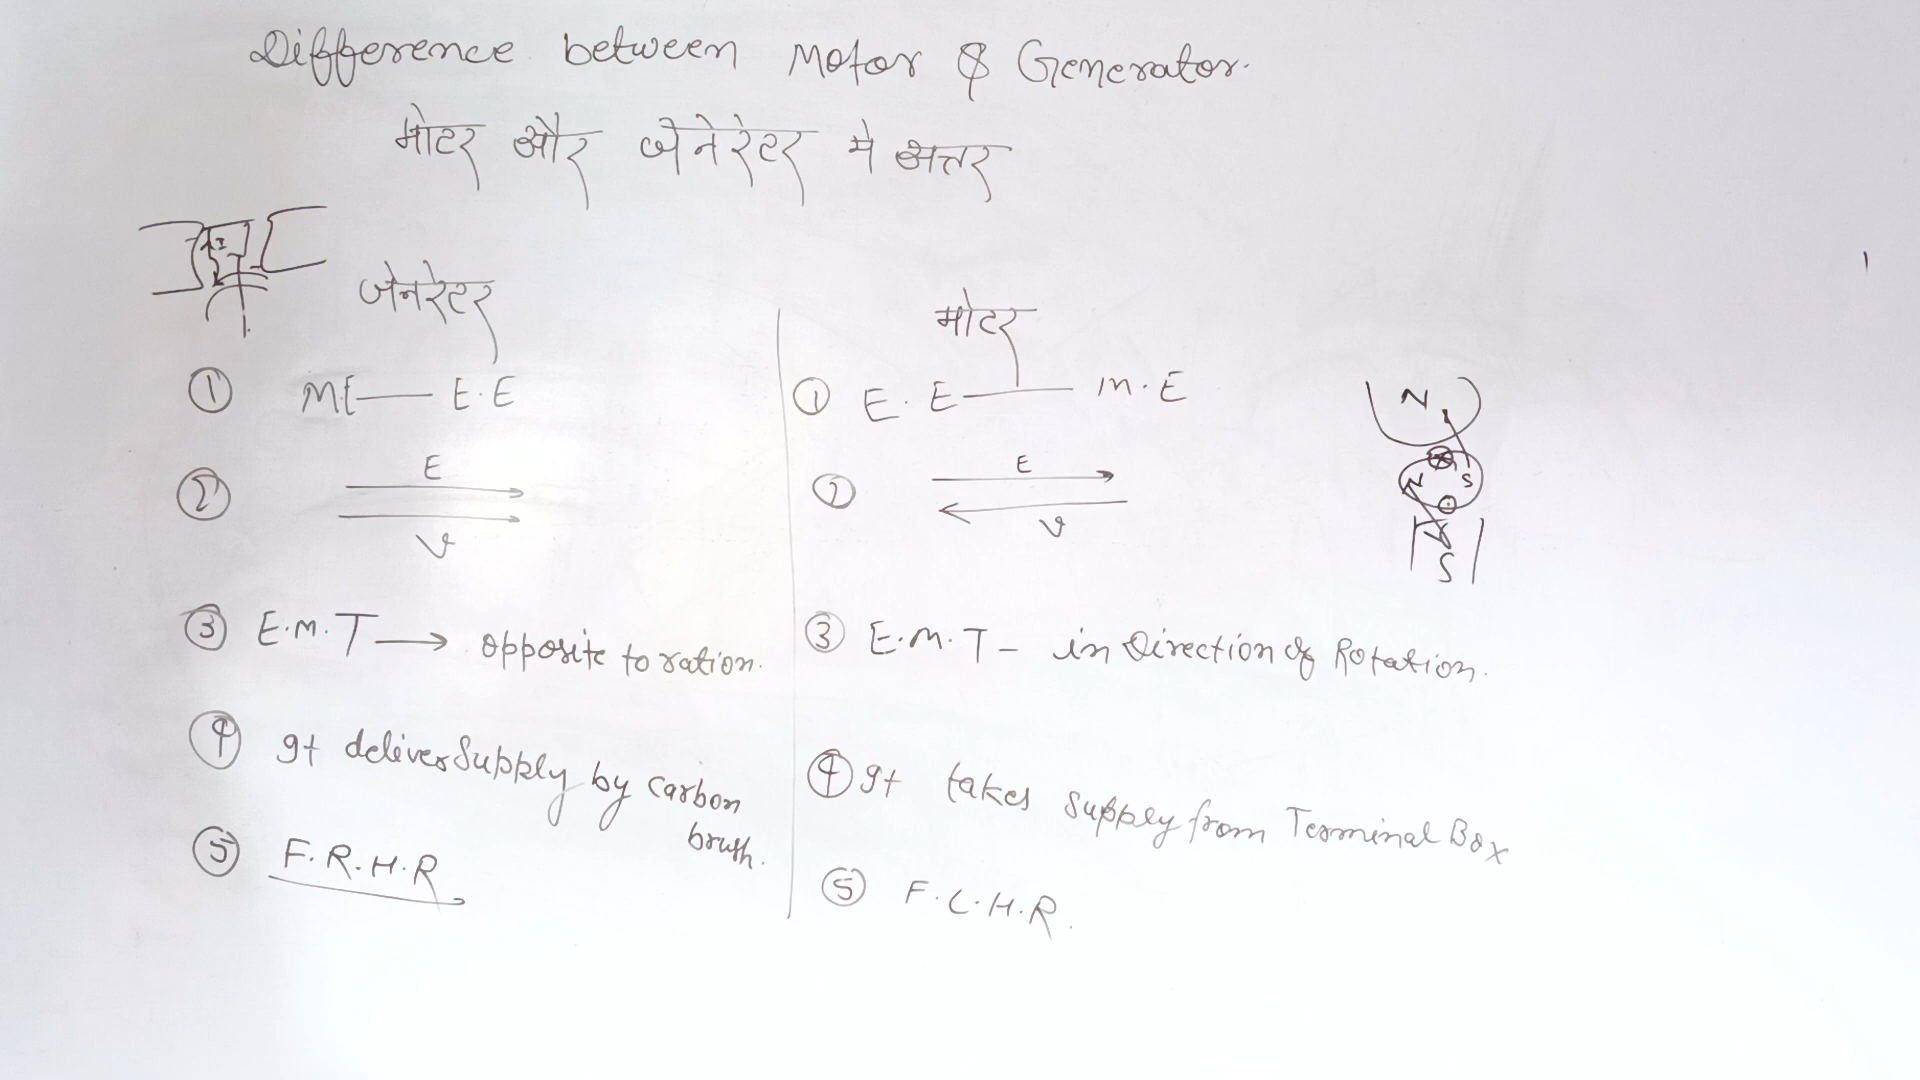 Difference between Motor & Generator.
मोटर और जेनेरेटर मे अन्तर
जेनरेटर
① M.E — E.E
② E
V
③ E.M.T → opposite to ration.
④ It deliver Supply by carbon
brush.
⑤ F.R.H.R
मोटर
① E.E — M.E
② E
V
③ E.M.T - in Direction of Rotation.
④ It takes supply from Terminal Box
⑤ F.L.H.R.
N
N S
S